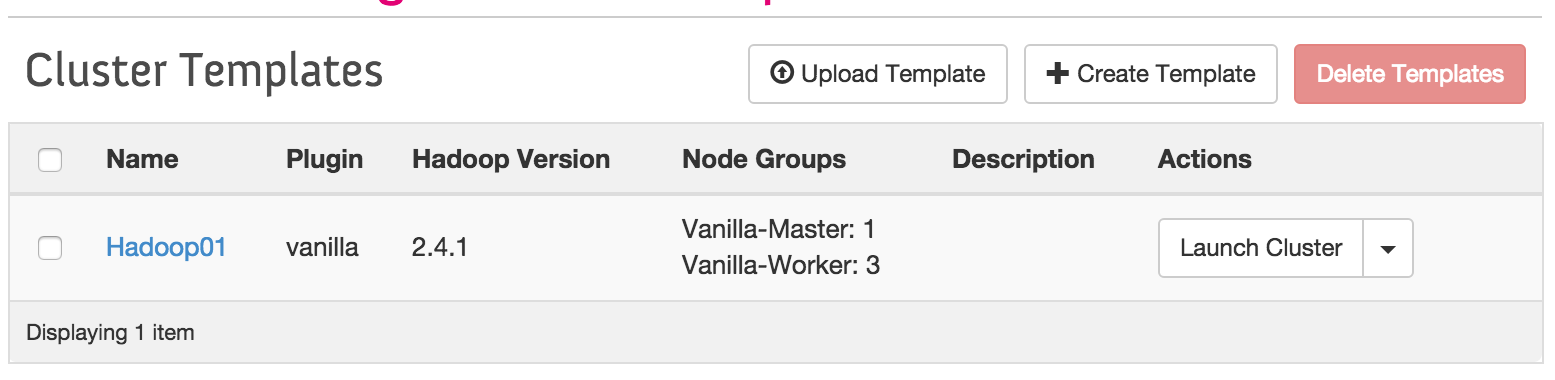 Cluster Templates
Upload Template
Create Template
Delete Templates
Name Plugin Hadoop Version Node Groups Description Actions
Hadoop01 vanilla 2.4.1 Vanilla-Master: 1 Launch Cluster
Vanilla-Worker: 3
Displaying 1 item